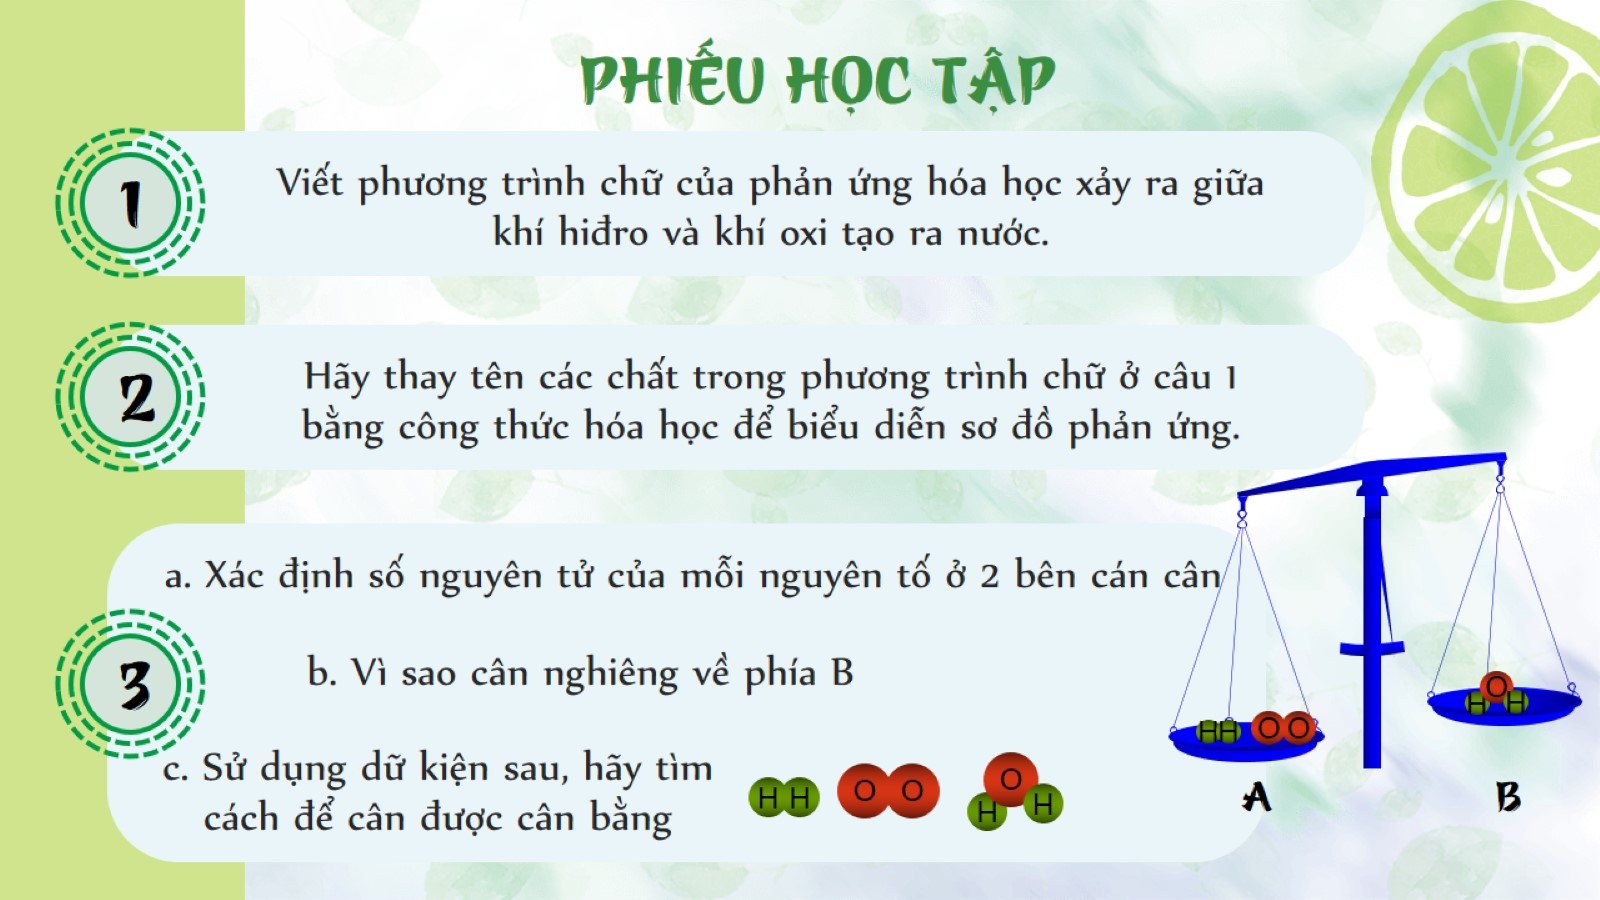 PHIẾU HỌC TẬP
1
Viết phương trình chữ của phản ứng hóa học xảy ra giữa
khí hiđro và khí oxi tạo ra nước.
2
Hãy thay tên các chất trong phương trình chữ ở câu 1
bằng công thức hóa học để biểu diễn sơ đồ phản ứng.
3
a. Xác định số nguyên tử của mỗi nguyên tố ở 2 bên cán cân
b. Vì sao cân nghiêng về phía B
c. Sử dụng dữ kiện sau, hãy tìm
cách để cân được cân bằng
H H O O O H H
H H O O
O H H
A B